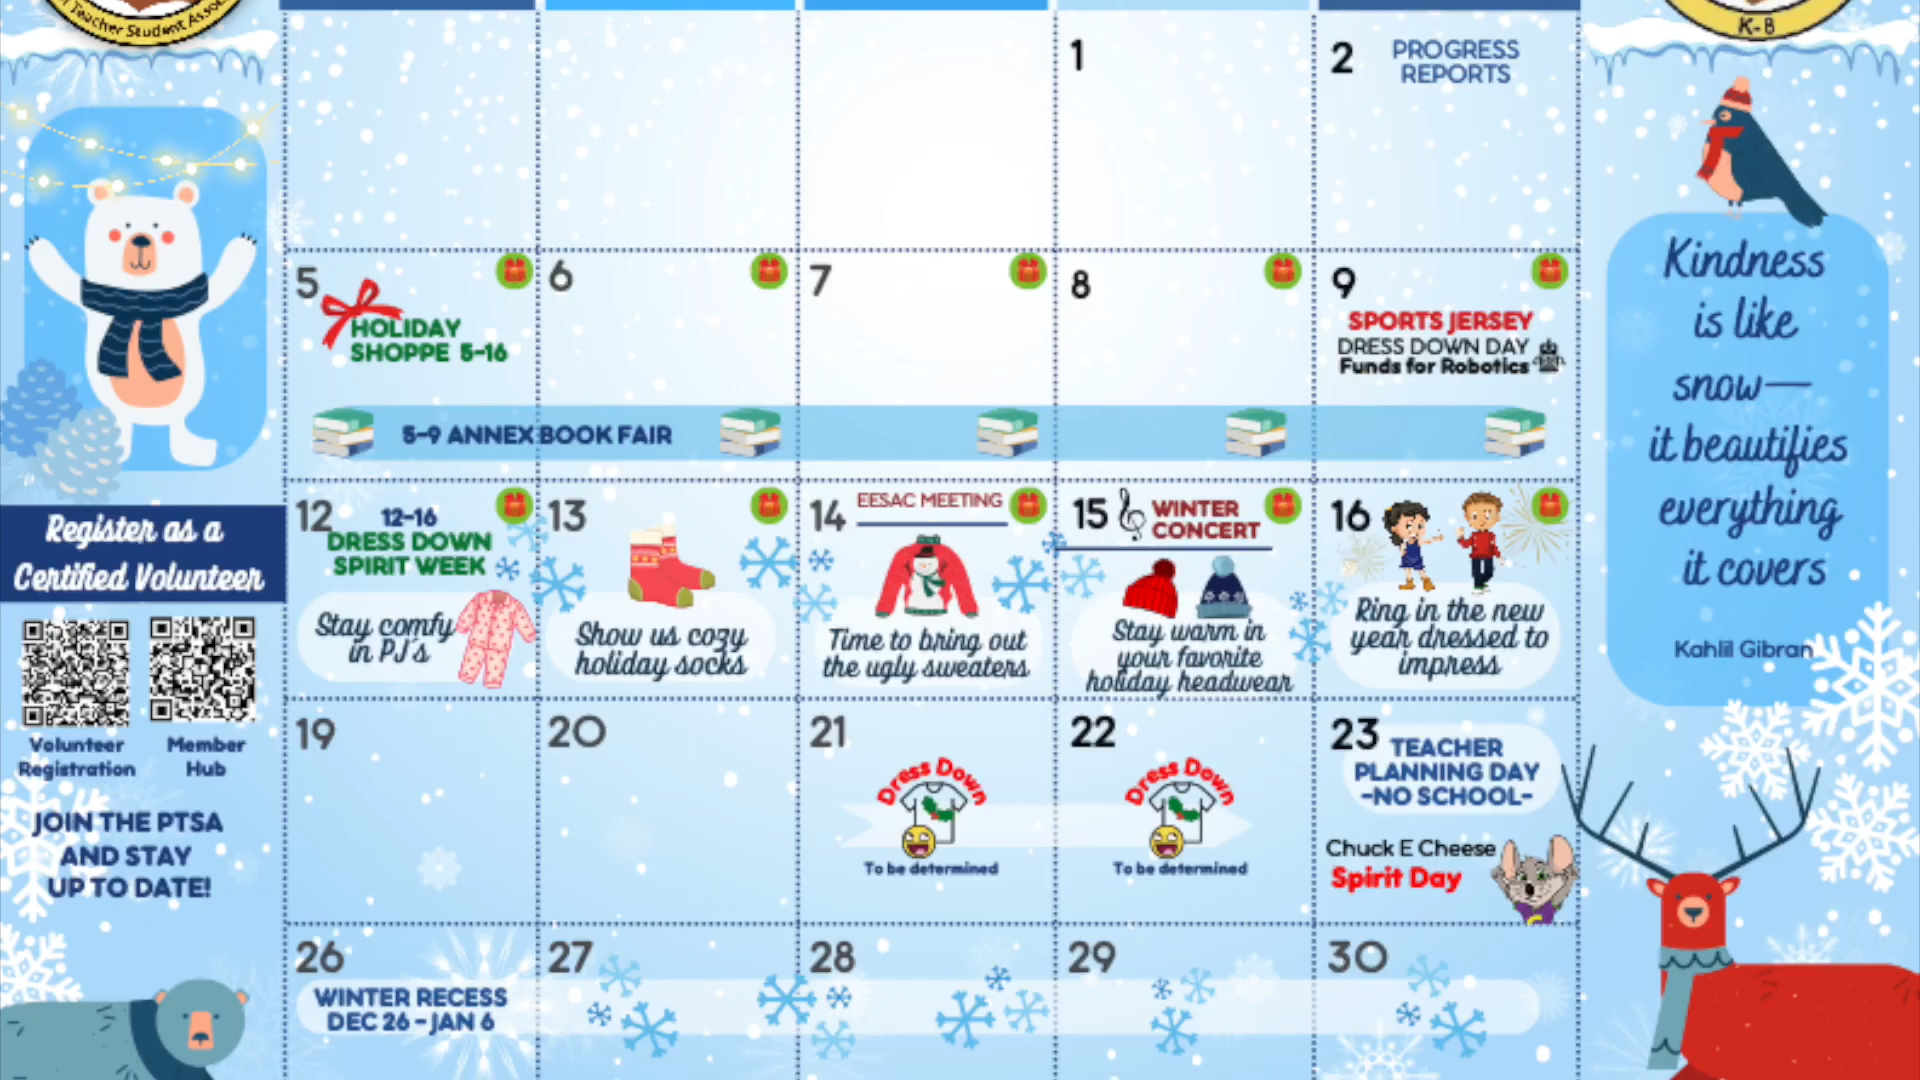 Teacher Student Asso
K-8
1
2
PROGRESS
REPORTS
Kindness
is like
snow—
it beautifies
everything
it covers
Kahlil Gibran
5
HOLIDAY
SHOPPE 5-16
6
7
8
9
SPORTS JERSEY
DRESS DOWN DAY
Funds for Robotics
5-9 ANNEX BOOK FAIR
Register as a
Certified Volunteer
Volunteer
Registration
Member
Hub
JOIN THE PTSA
AND STAY
UP TO DATE!
12
12-16
DRESS DOWN
SPIRIT WEEK
Stay comfy
in PJ's
13
Show us cozy
holiday socks
14
EESAC MEETING
Time to bring out
the ugly sweaters
15
WINTER
CONCERT
Stay warm in
your favorite
holiday headwear
16
Ring in the new
year dressed to
impress
19
20
21
Dress Down
To be determined
22
Dress Down
To be determined
23
TEACHER
PLANNING DAY
-NO SCHOOL-
Chuck E Cheese
Spirit Day
26
WINTER RECESS
DEC 26 - JAN 6
27
28
29
30